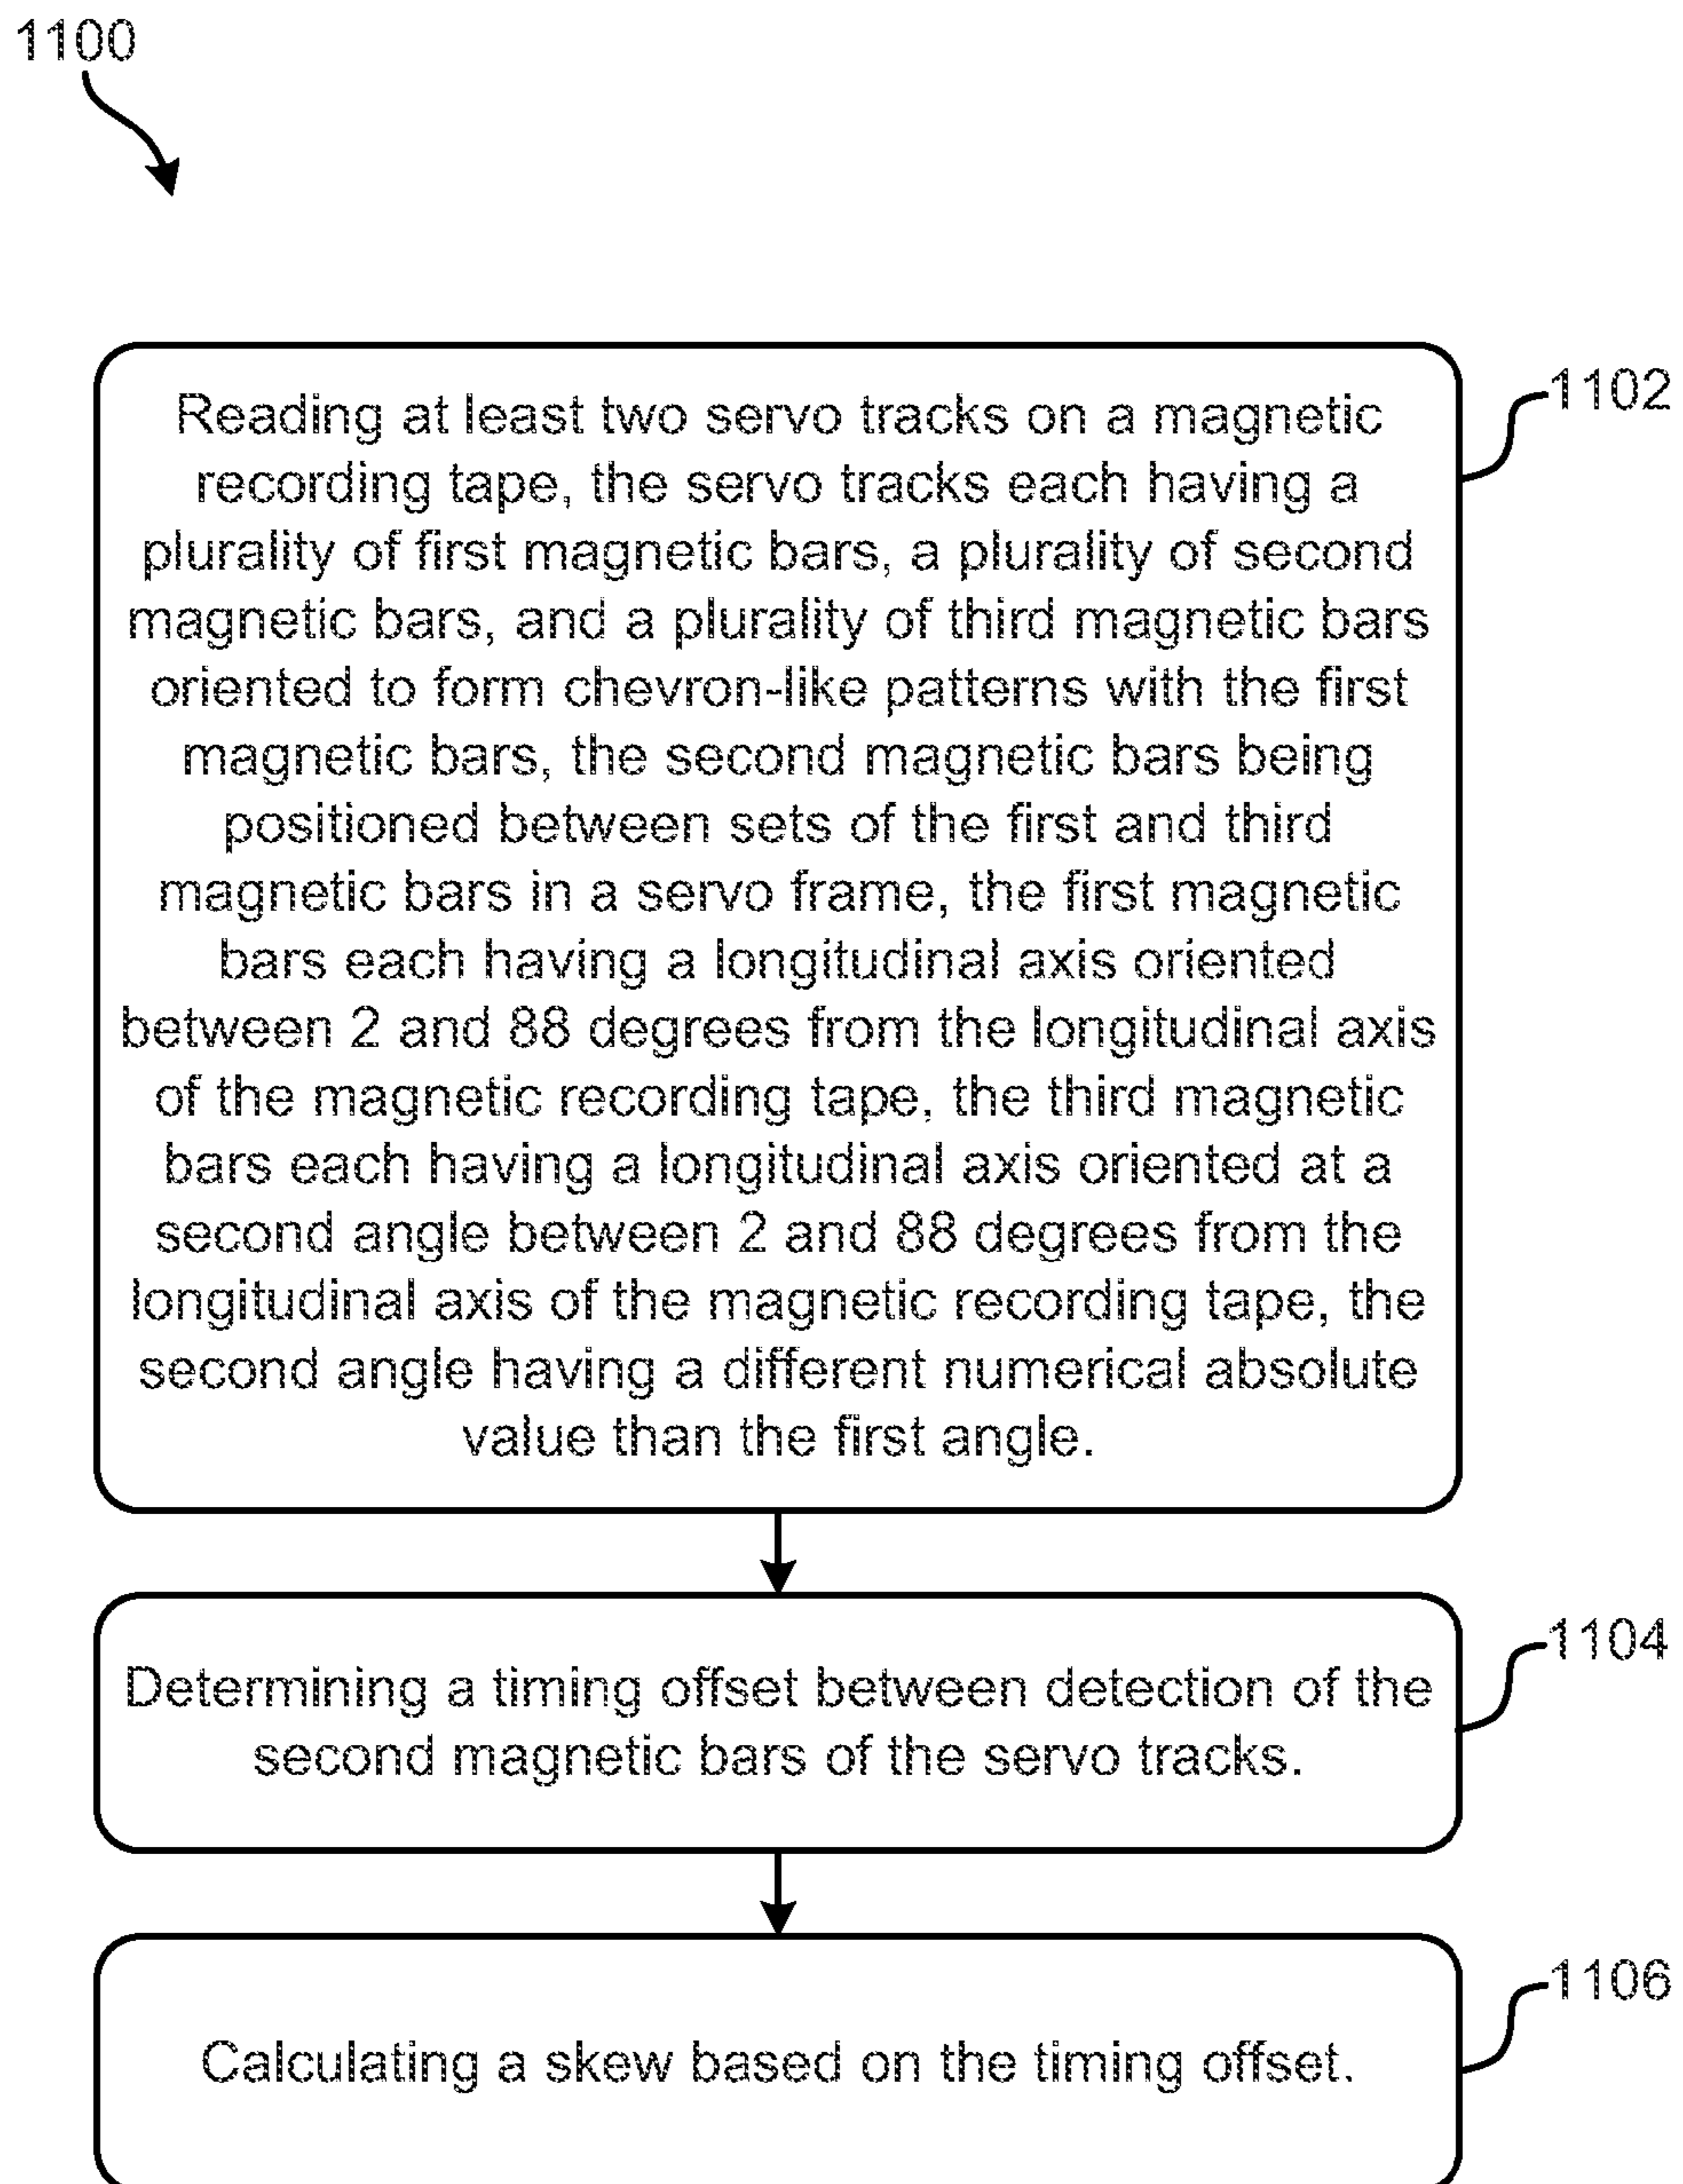 1100
1102
Reading at least two servo tracks on a magnetic
recording tape, the servo tracks each having a
plurality of first magnetic bars, a plurality of second
magnetic bars, and a plurality of third magnetic bars
oriented to form chevron-like patterns with the first
magnetic bars, the second magnetic bars being
positioned between sets of the first and third
magnetic bars in a servo frame, the first magnetic
bars each having a longitudinal axis oriented
between 2 and 88 degrees from the longitudinal axis
of the magnetic recording tape, the third magnetic
bars each having a longitudinal axis oriented at a
second angle between 2 and 88 degrees from the
longitudinal axis of the magnetic recording tape, the
second angle having a different numerical absolute
value than the first angle.
1104
Determining a timing offset between detection of the
second magnetic bars of the servo tracks.
1106
Calculating a skew based on the timing offset.